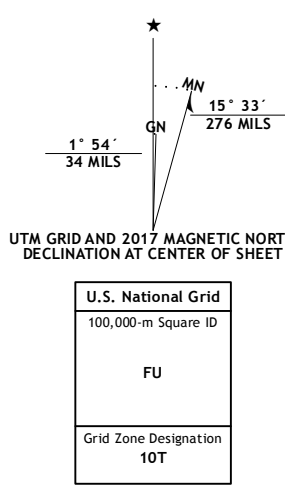 ★
MN
15° 33´
276 MILS
GN
1° 54´
34 MILS
UTM GRID AND 2017 MAGNETIC NORT
DECLINATION AT CENTER OF SHEET
U.S. National Grid
100,000-m Square ID
FU
Grid Zone Designation
10T